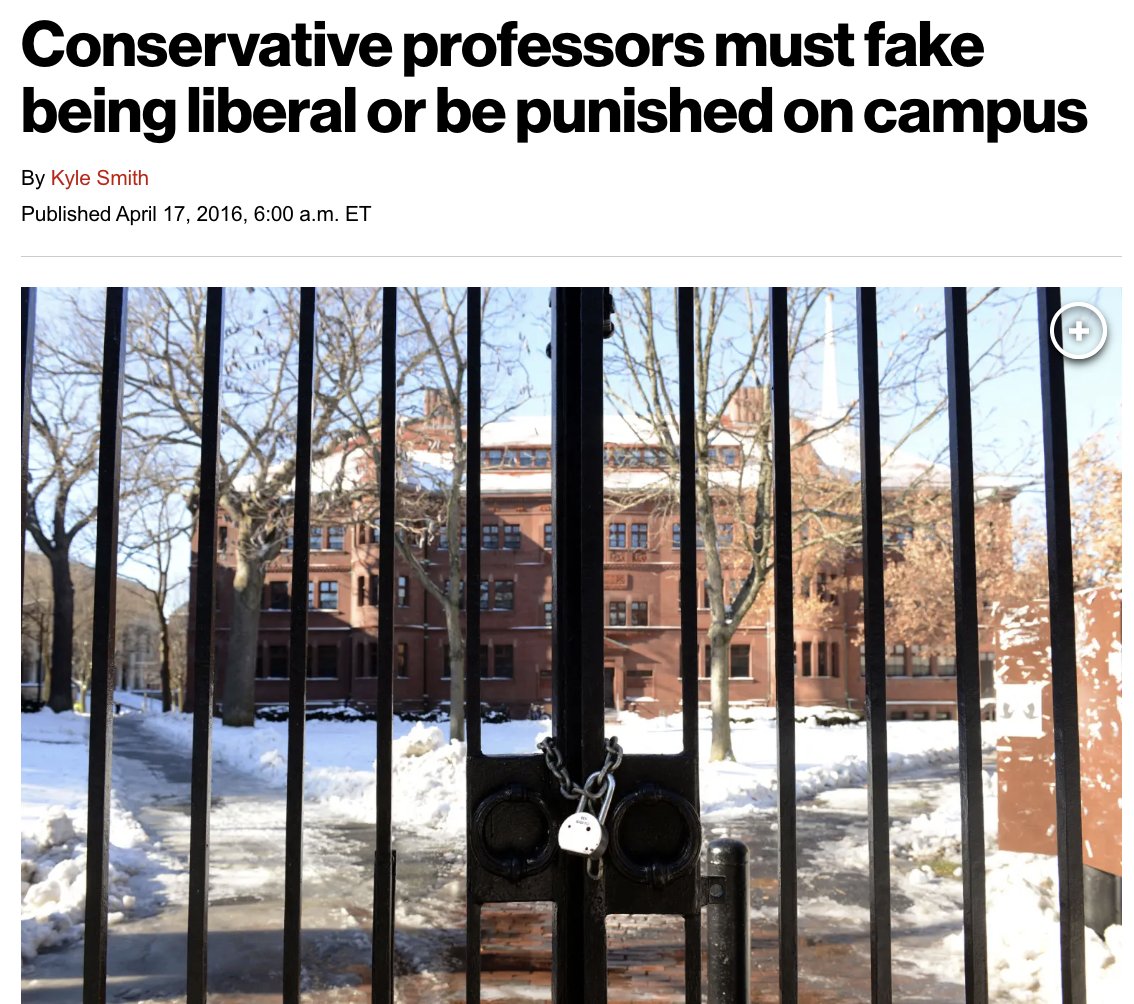 Conservative professors must fake
being liberal or be punished on campus
By Kyle Smith
Published April 17, 2016, 6:00 a.m. ET